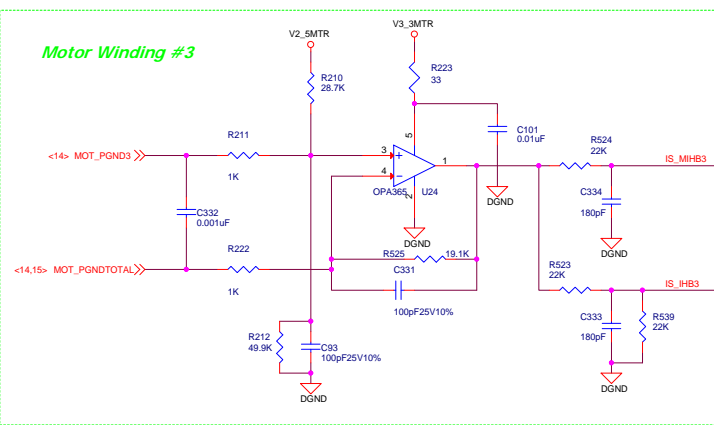 Motor Winding #3
V2_5MTR
V3_3MTR
R210
28.7K
R223
33
C101
0.01uF
DGND
<14> MOT_PGND3
R211
1K
3
+
4
-
5
2
1
OPA365
U24
DGND
R524
22K
IS_MIHB3
C334
180pF
DGND
C332
0.001uF
<14,15> MOT_PGNDTOTAL
R222
1K
R525
19.1K
C331
100pF25V10%
R523
22K
IS_IHB3
C333
180pF
R539
22K
DGND
R212
49.9K
C93
100pF25V10%
DGND